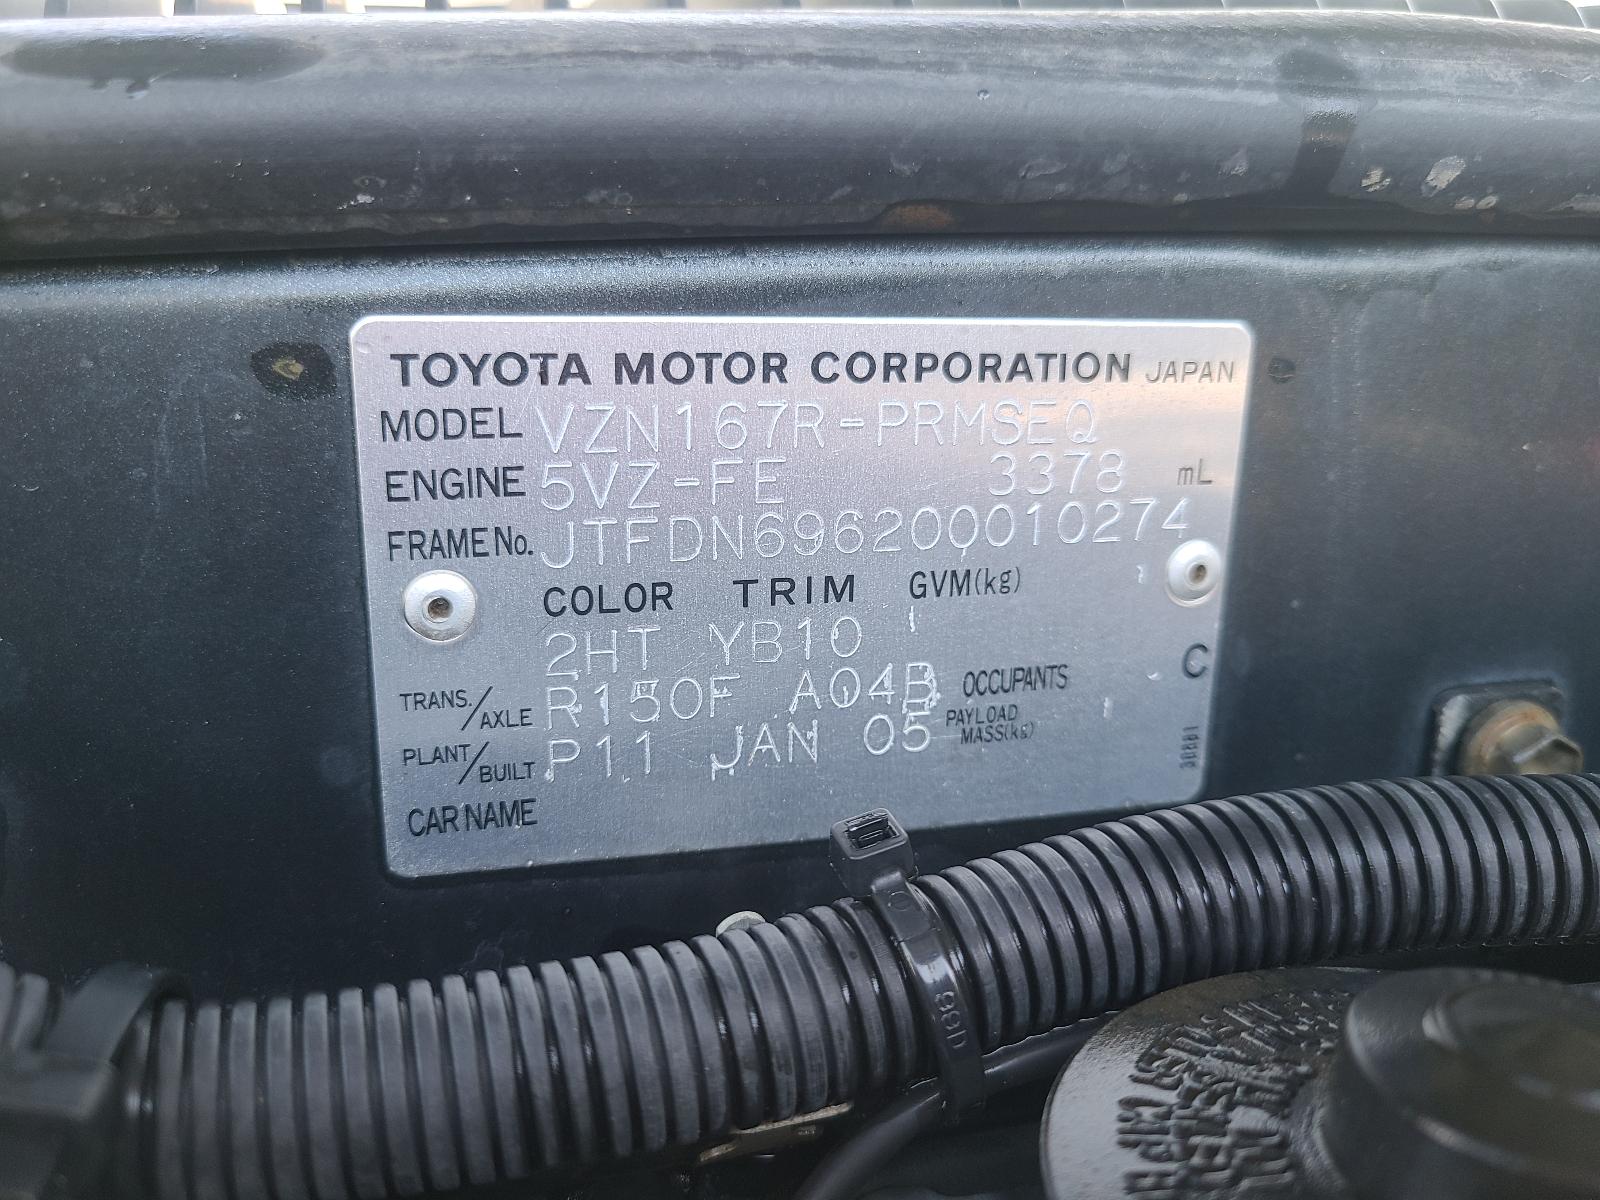 TOYOTA MOTOR CORPORATION JAPAN
MODEL VZN167R-PRMSEQ
ENGINE 5VZ-FE 3378 mL
FRAME No. JTFDN696200010274
COLOR TRIM GVM(kg)
2HT YB10
C
TRANS./AXLE R150F A04B OCCUPANTS
PLANT/BUILT P11 JAN 05 PAYLOAD MASS(kg)
CAR NAME